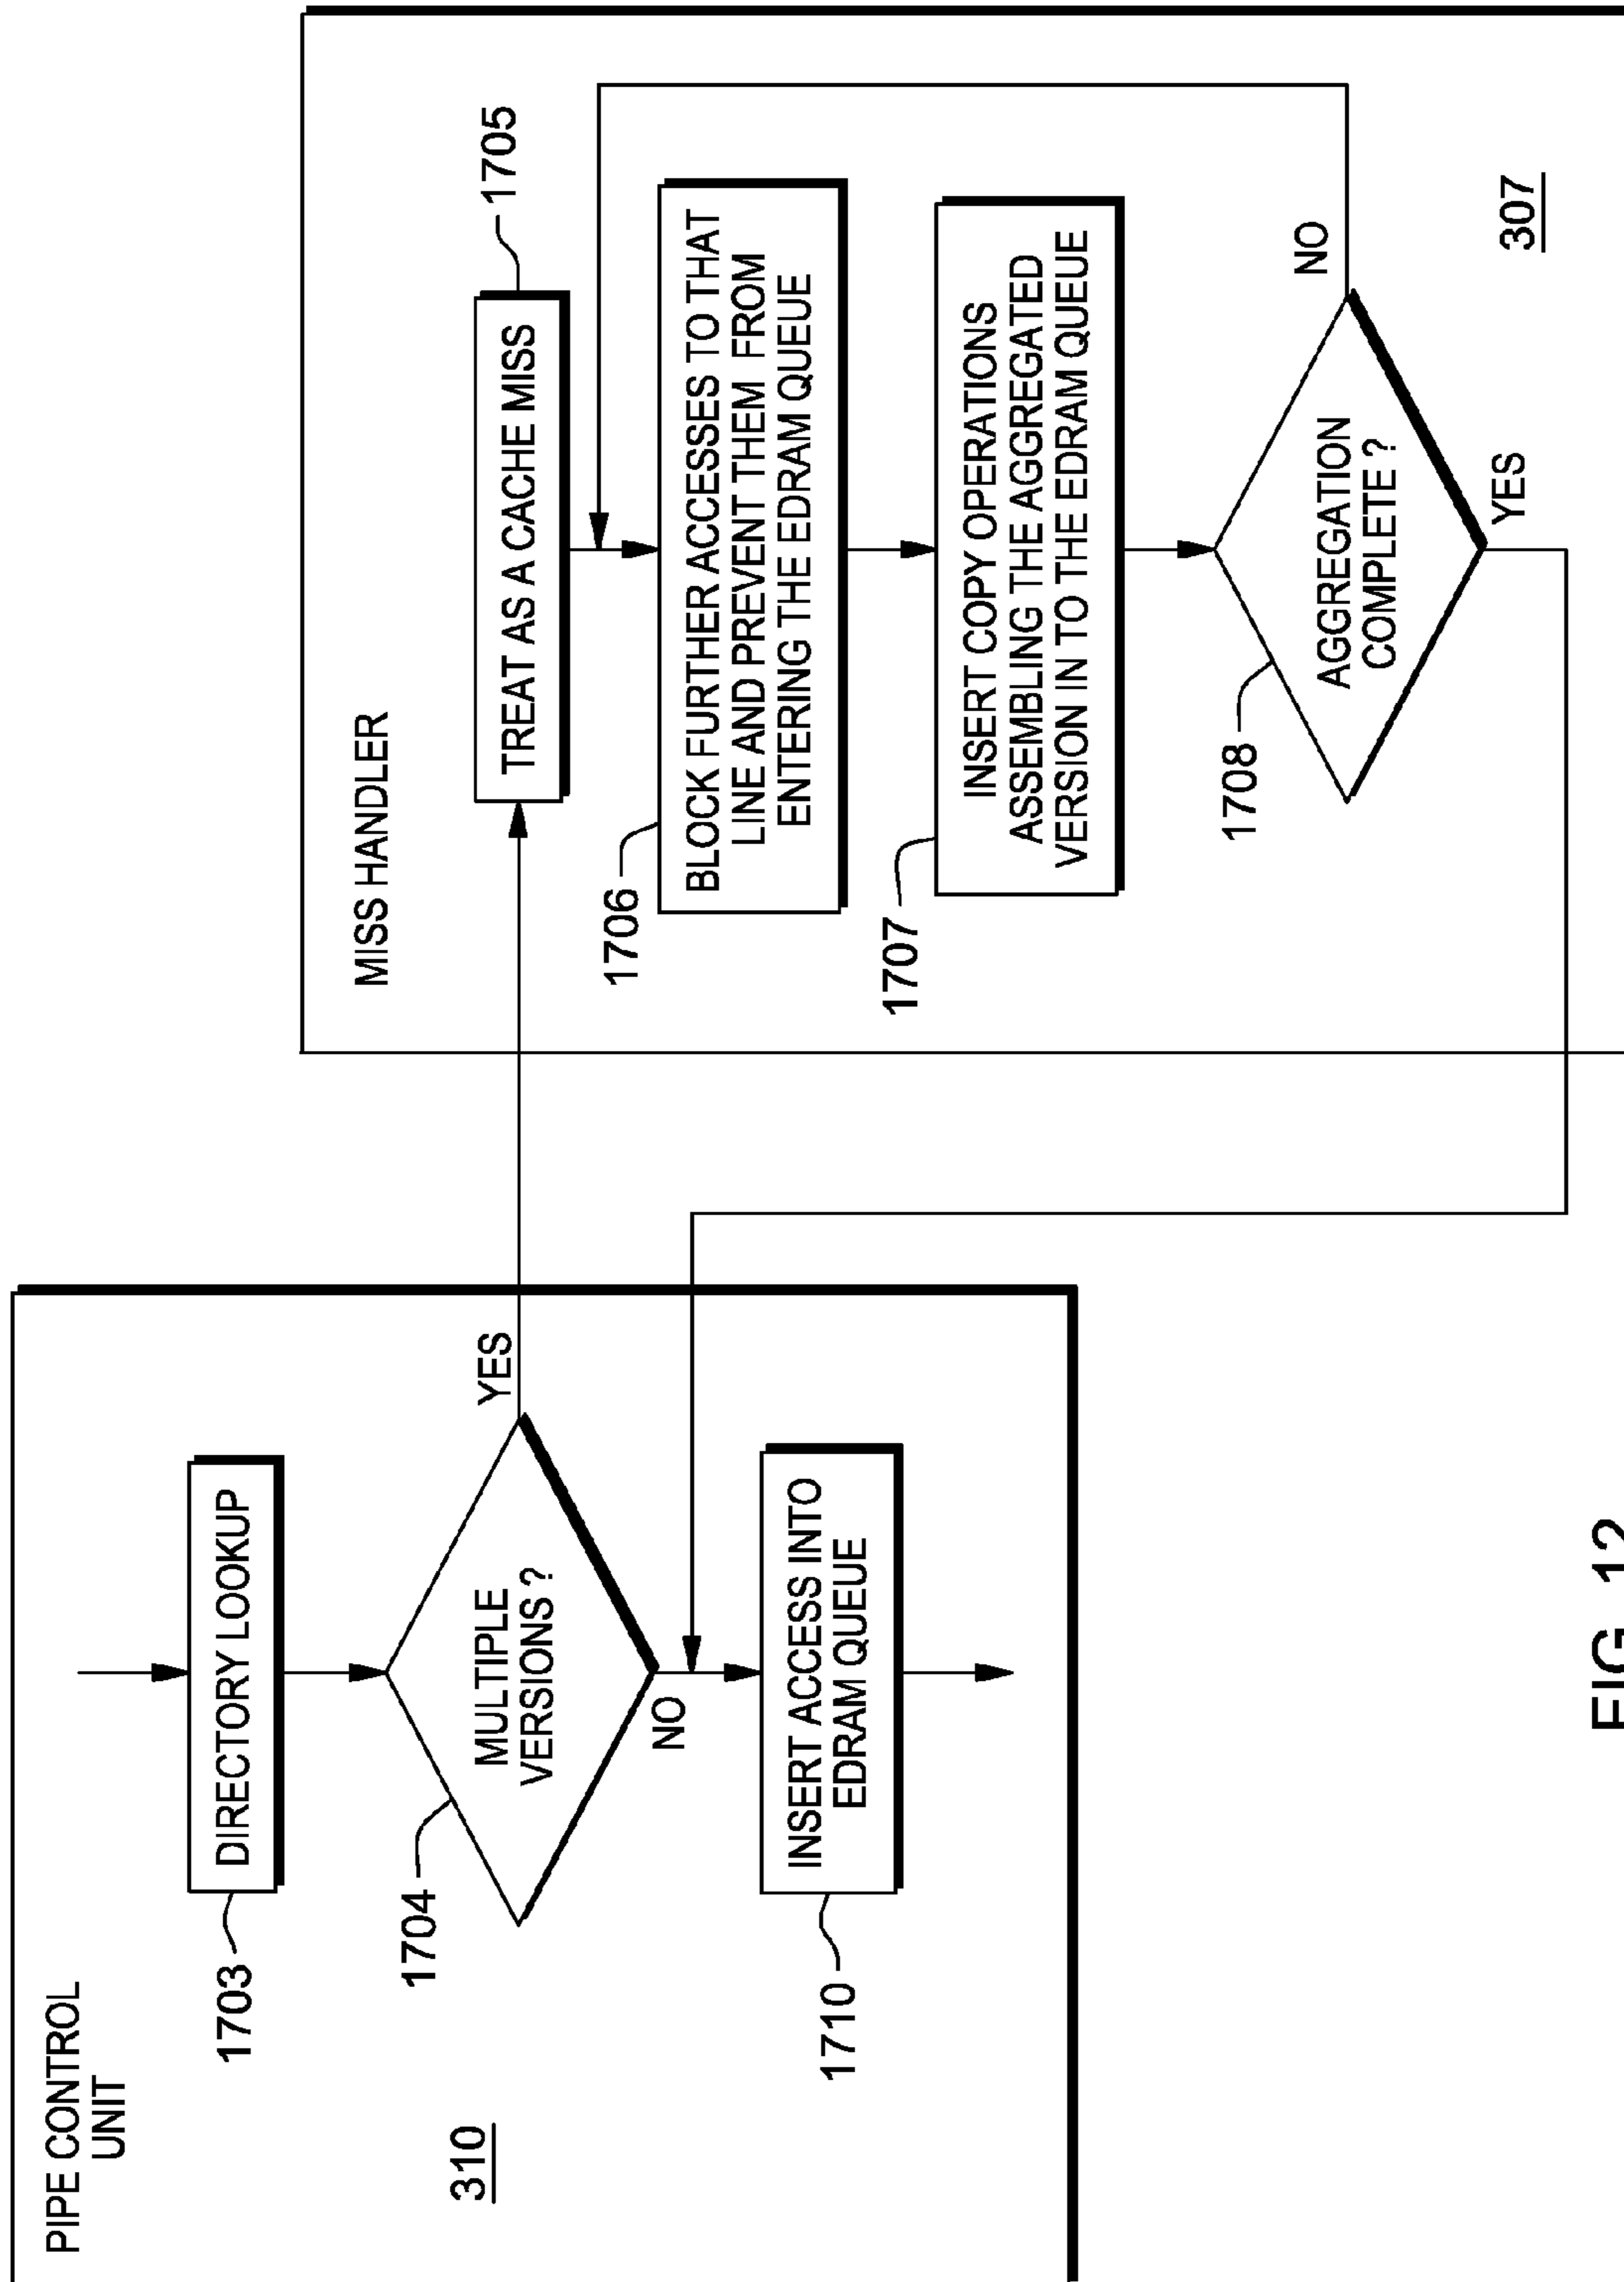 PIPE CONTROL
UNIT
310
1703
DIRECTORY LOOKUP
1704
MULTIPLE
VERSIONS ?
YES
NO
1710
INSERT ACCESS INTO
EDRAM QUEUE
MISS HANDLER
TREAT AS A CACHE MISS
1705
1706
BLOCK FURTHER ACCESSES TO THAT
LINE AND PREVENT THEM FROM
ENTERING THE EDRAM QUEUE
1707
INSERT COPY OPERATIONS
ASSEMBLING THE AGGREGATED
VERSION IN TO THE EDRAM QUEUE
1708
AGGREGATION
COMPLETE ?
NO
YES
307
FIG. 12